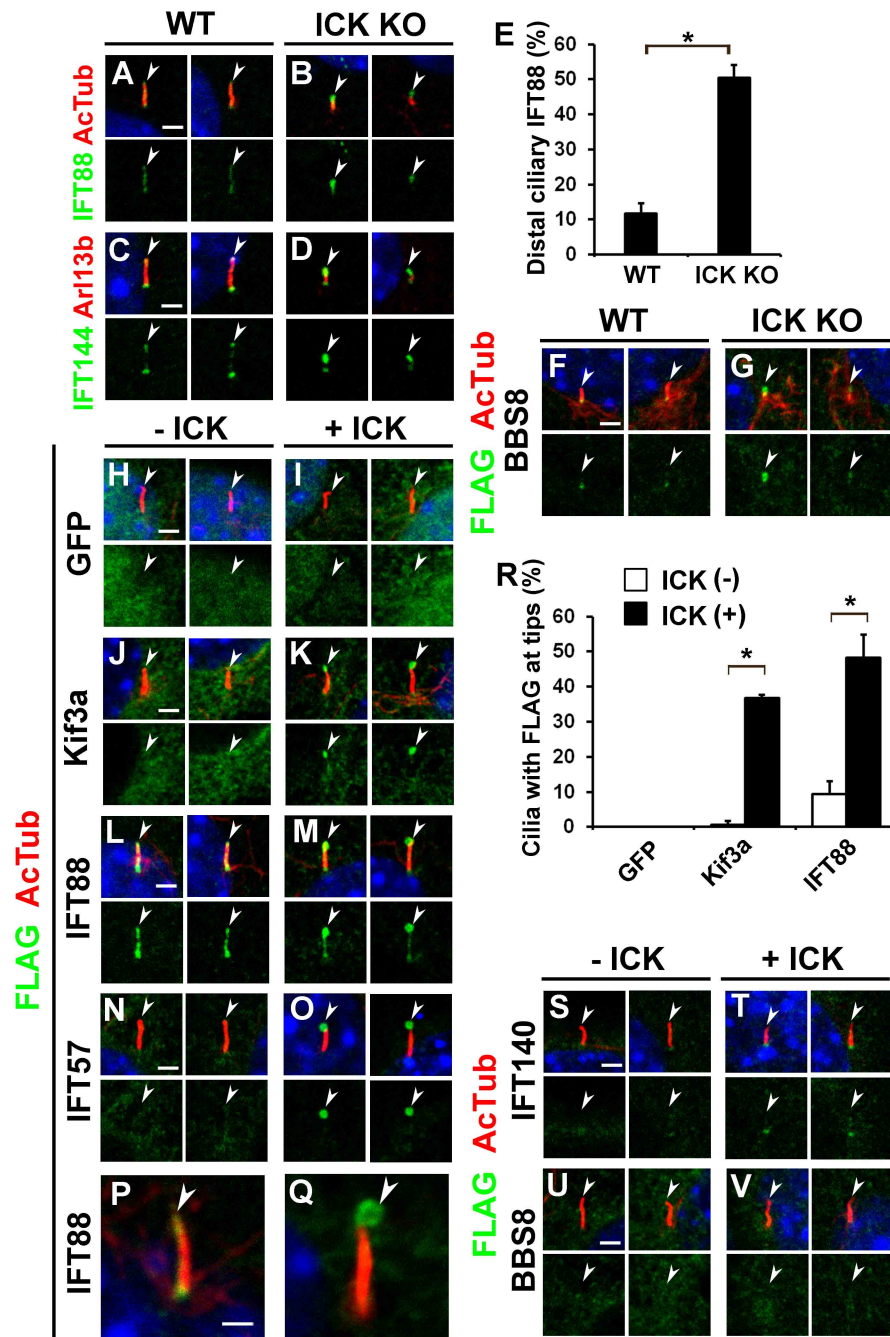 WT
ICK KO
IFT88 AcTub
A
B
IFT144 Arl13b
C
D
E
Distal ciliary IFT88 (%)
60
50
40
30
20
10
0
WT
ICK KO
*
WT
ICK KO
FLAG AcTub
BBS8
F
G
- ICK
+ ICK
FLAG AcTub
GFP
H
I
Kif3a
J
K
IFT88
L
M
IFT57
N
O
IFT88
P
Q
R
ICK (-)
ICK (+)
Cilia with FLAG at tips (%)
60
50
40
30
20
10
0
*
*
GFP
Kif3a
IFT88
- ICK
+ ICK
FLAG AcTub
IFT140
S
T
BBS8
U
V